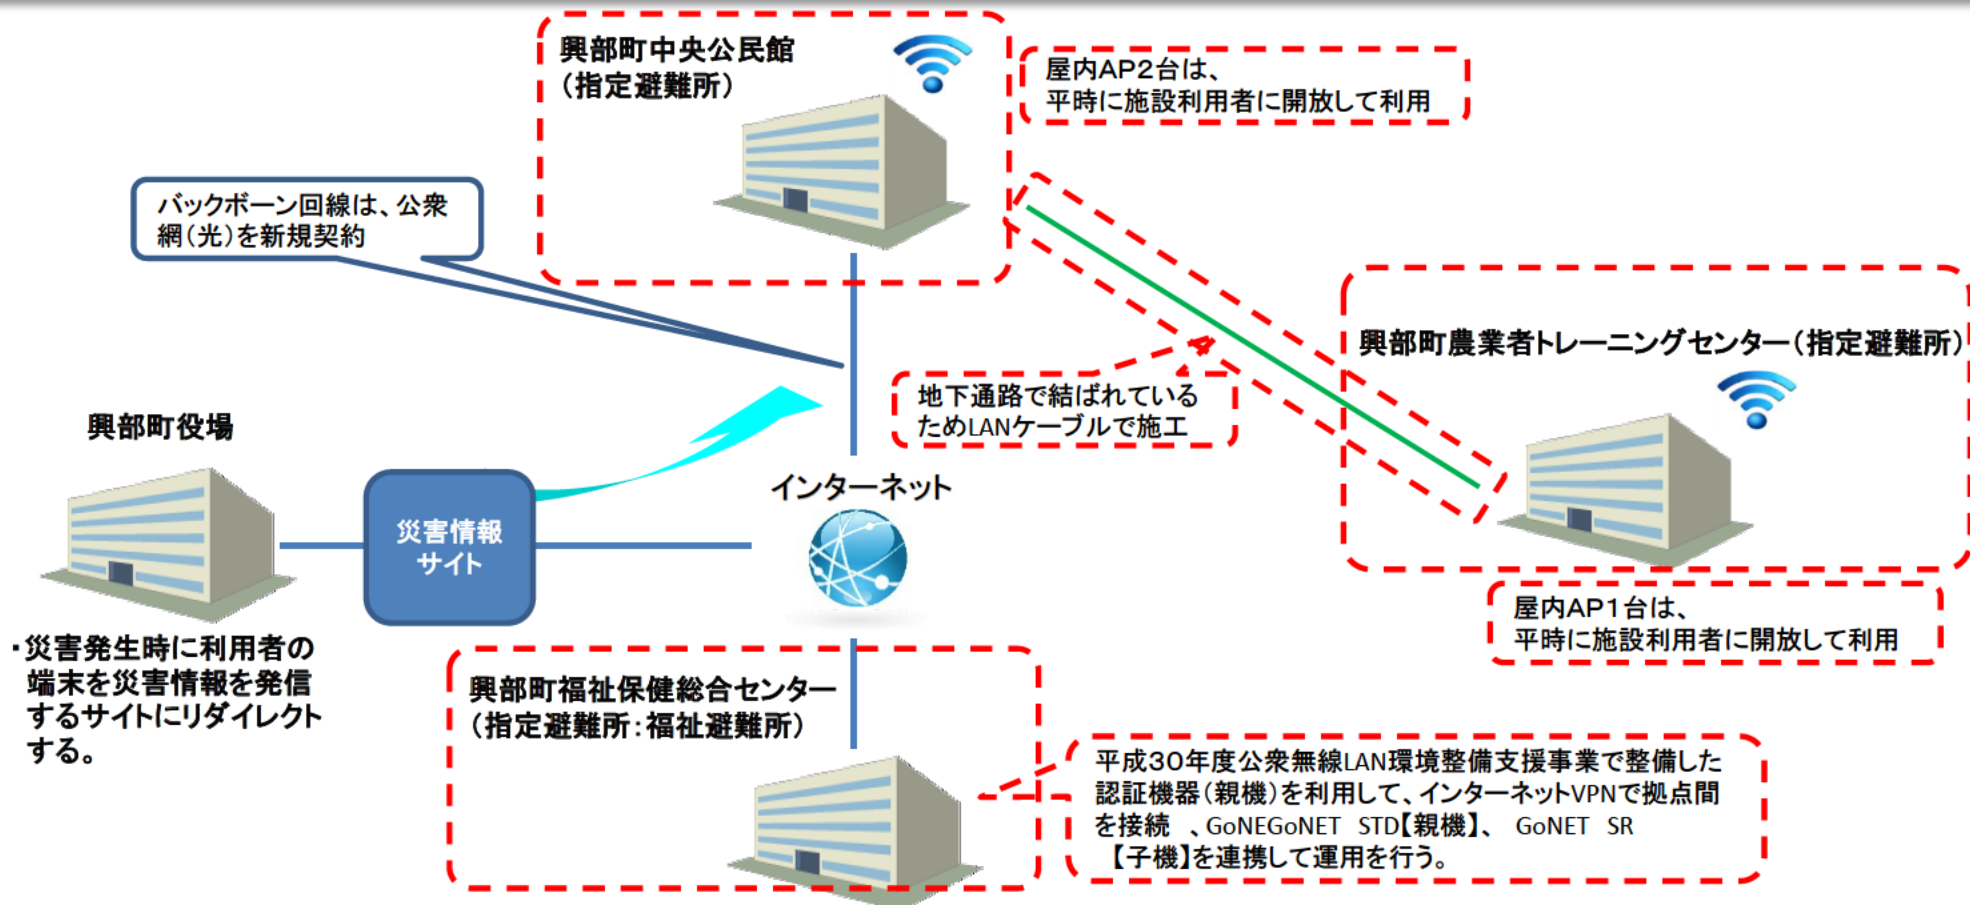 興部町中央公民館
（指定避難所）
屋内AP2台は、
平時に施設利用者に開放して利用
バックボーン回線は、公衆
網（光）を新規契約
興部町農業者トレーニングセンター（指定避難所）
地下通路で結ばれている
ためLANケーブルで施工
興部町役場
インターネット
災害情報
サイト
屋内AP1台は、
平時に施設利用者に開放して利用
・災害発生時に利用者の
端末を災害情報を発信
するサイトにリダイレクト
する。
興部町福祉保健総合センター
（指定避難所：福祉避難所）
平成30年度公衆無線LAN環境整備支援事業で整備した
認証機器（親機）を利用して、インターネットVPNで拠点間
を接続 、GoNEGoNET STD【親機】、 GoNET SR
【子機】を連携して運用を行う。